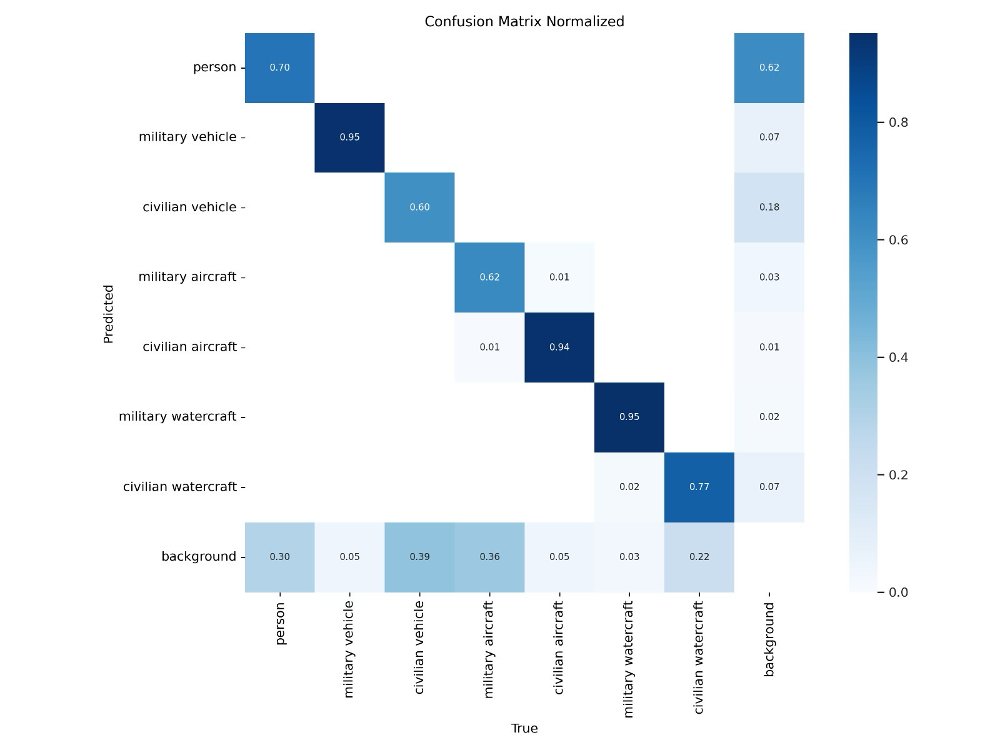 Confusion Matrix Normalized
person 0.70 0.62
military vehicle 0.95 0.07
civilian vehicle 0.60 0.18
military aircraft 0.62 0.01 0.03
civilian aircraft 0.01 0.94 0.01
military watercraft 0.95 0.02
civilian watercraft 0.02 0.77 0.07
background 0.30 0.05 0.39 0.36 0.05 0.03 0.22
Predicted
person
military vehicle
civilian vehicle
military aircraft
civilian aircraft
military watercraft
civilian watercraft
background
True
0.8
0.6
0.4
0.2
0.0